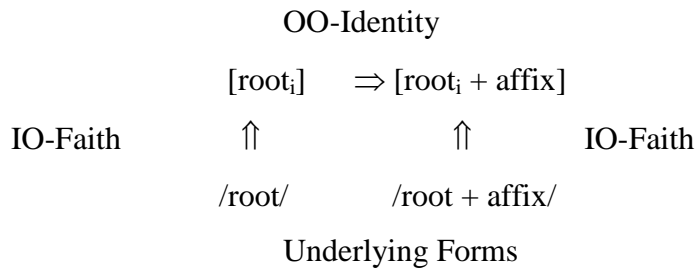 OO-Identity
[rootᵢ] ⇒ [rootᵢ + affix]
IO-Faith ⇑ ⇑ IO-Faith
/root/ /root + affix/
Underlying Forms